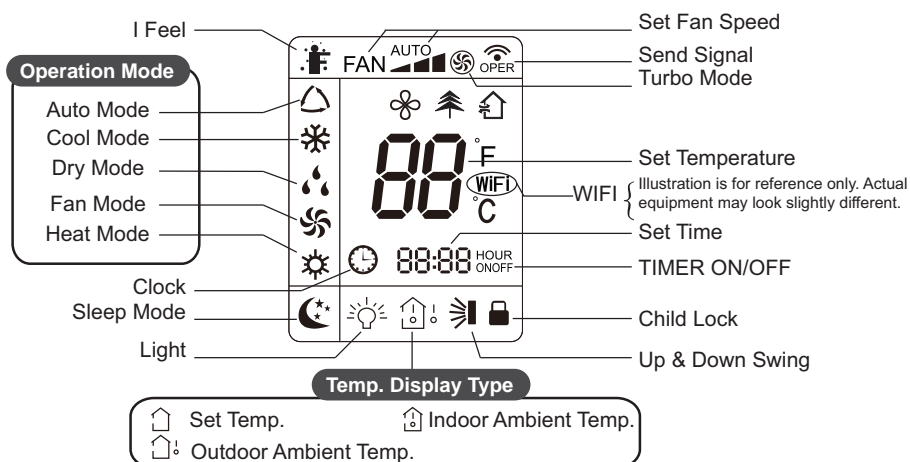 I Feel
Set Fan Speed
FAN AUTO OPER
Send Signal
Turbo Mode
Operation Mode
Auto Mode
Cool Mode
Dry Mode
Fan Mode
Heat Mode
88 °F
WiFi
°C
Set Temperature
WIFI { Illustration is for reference only. Actual
equipment may look slightly different.
Set Time
88:88 HOUR
ONOFF
TIMER ON/OFF
Clock
Sleep Mode
Child Lock
Light
Up & Down Swing
Temp. Display Type
Set Temp. Indoor Ambient Temp.
Outdoor Ambient Temp.